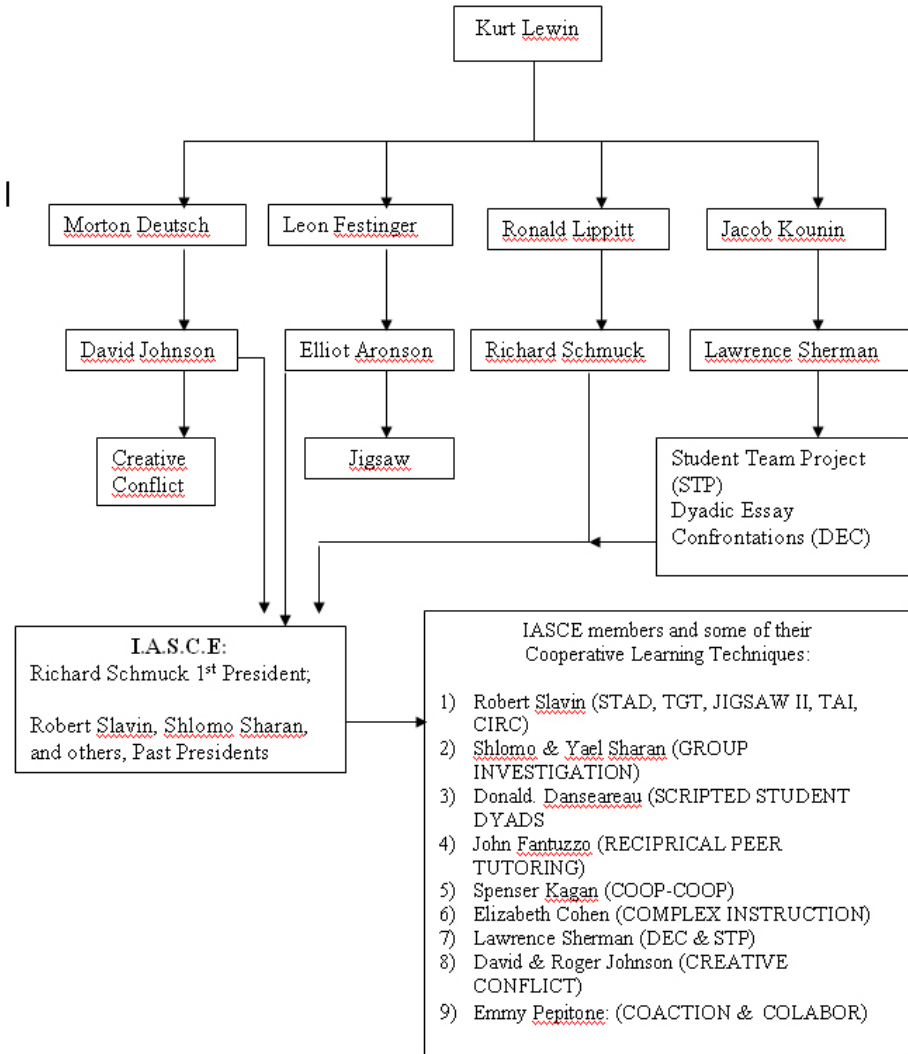 Kurt Lewin
Morton Deutsch
Leon Festinger
Ronald Lippitt
Jacob Kounin
David Johnson
Elliot Aronson
Richard Schmuck
Lawrence Sherman
Creative
Conflict
Jigsaw
Student Team Project
(STP)
Dyadic Essay
Confrontations (DEC)
I.A.S.C.E:
Richard Schmuck 1st President;
Robert Slavin, Shlomo Sharan,
and others, Past Presidents
IASCE members and some of their
Cooperative Learning Techniques:
1) Robert Slavin (STAD, TGT, JIGSAW II, TAI,
CIRC)
2) Shlomo & Yael Sharan (GROUP
INVESTIGATION)
3) Donald. Danseareau (SCRIPTED STUDENT
DYADS
4) John Fantuzzo (RECIPRICAL PEER
TUTORING)
5) Spenser Kagan (COOP-COOP)
6) Elizabeth Cohen (COMPLEX INSTRUCTION)
7) Lawrence Sherman (DEC & STP)
8) David & Roger Johnson (CREATIVE
CONFLICT)
9) Emmy Pepitone: (COACTION & COLABOR)